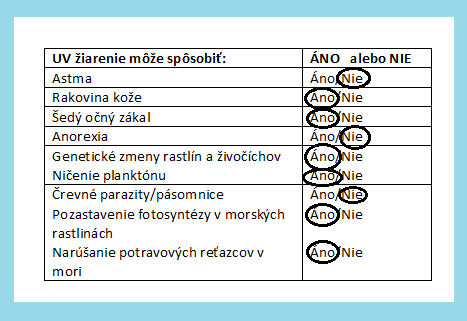 UV žiarenie môže spôsobiť: ÁNO alebo NIE
Astma Áno/Nie
Rakovina kože Áno/Nie
Šedý očný zákal Áno/Nie
Anorexia Áno/Nie
Genetické zmeny rastlín a živočíchov Áno/Nie
Ničenie planktónu Áno/Nie
Črevné parazity/pásomnice Áno/Nie
Pozastavenie fotosyntézy v morských Áno/Nie
rastlinách
Narúšanie potravových reťazcov v Áno/Nie
mori